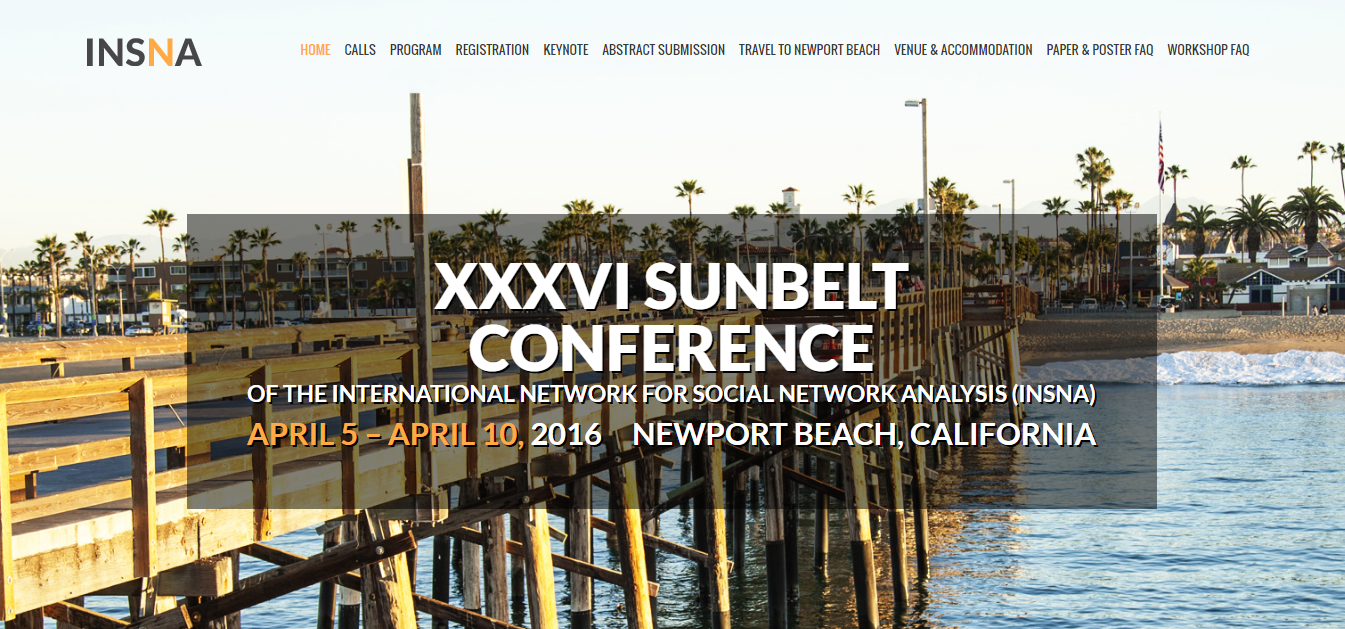 INSNA
HOME CALLS PROGRAM REGISTRATION KEYNOTE ABSTRACT SUBMISSION TRAVEL TO NEWPORT BEACH VENUE & ACCOMMODATION PAPER & POSTER FAQ WORKSHOP FAQ
XXXVI SUNBELT
CONFERENCE
OF THE INTERNATIONAL NETWORK FOR SOCIAL NETWORK ANALYSIS (INSNA)
APRIL 5 – APRIL 10, 2016 NEWPORT BEACH, CALIFORNIA